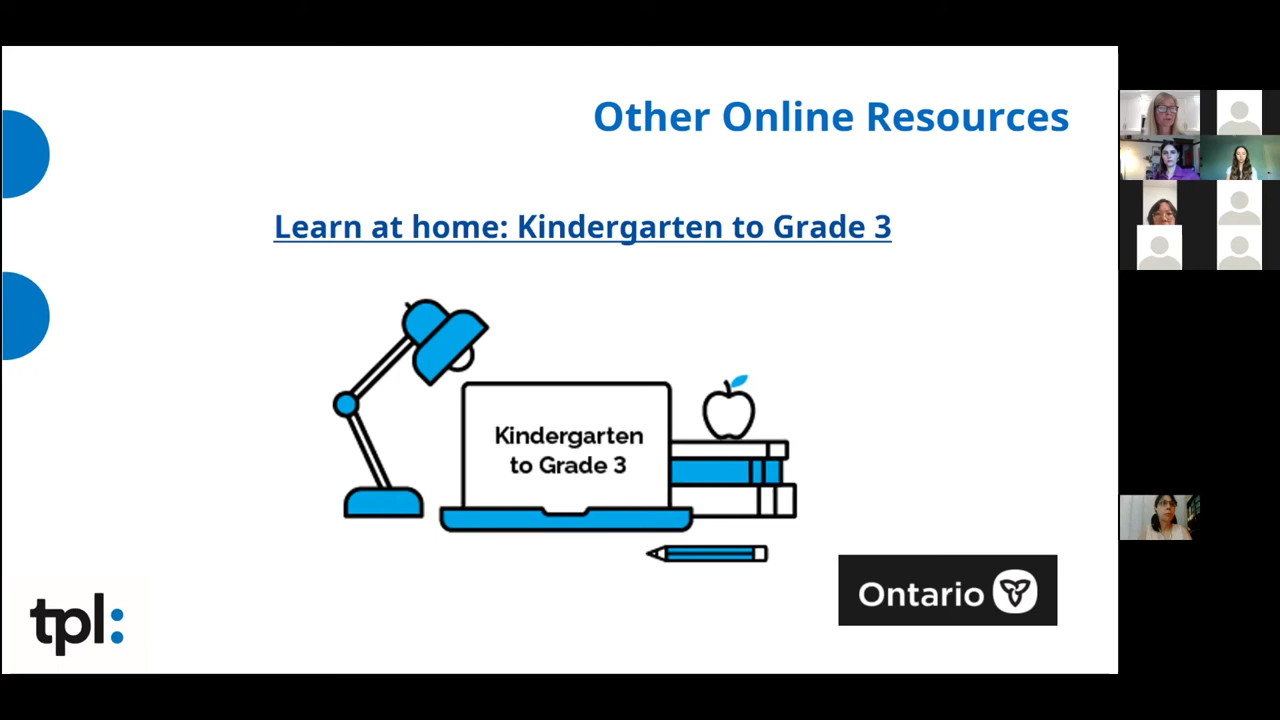 Other Online Resources
Learn at home: Kindergarten to Grade 3
Kindergarten
to Grade 3
tpl:
Ontario